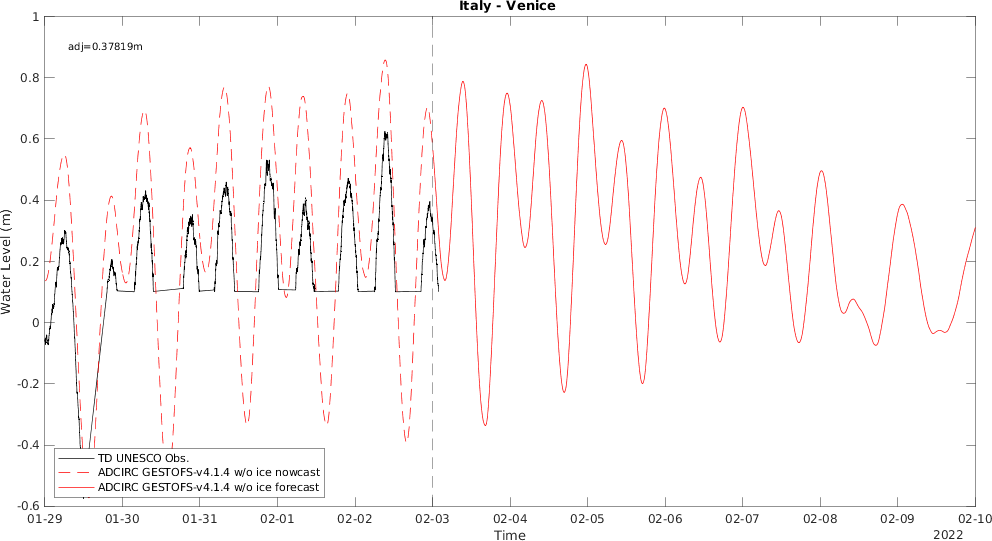 Italy - Venice
1
adj=0.37819m
0.8
0.6
0.4
0.2
0
-0.2
-0.4
-0.6
Water Level (m)
TD UNESCO Obs.
ADCIRC GESTOFS-v4.1.4 w/o ice nowcast
ADCIRC GESTOFS-v4.1.4 w/o ice forecast
01-29 01-30 01-31 02-01 02-02 02-03 02-04 02-05 02-06 02-07 02-08 02-09 02-10
Time
2022